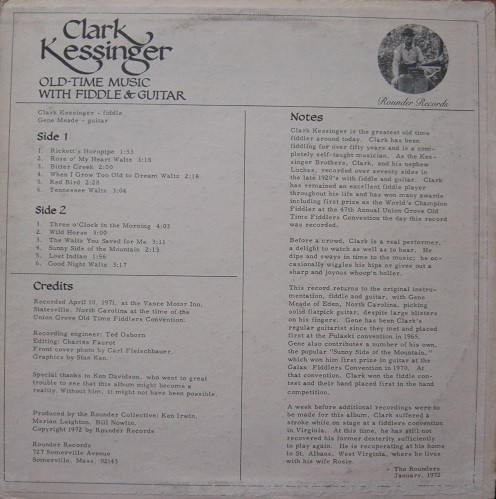 Clark
Kessinger
OLD-TIME MUSIC
WITH FIDDLE & GUITAR
Rounder Records
Clark Kessinger - fiddle
Gene Meade - guitar
Side 1
1. Rickett's Hornpipe 1:53
2. Rose o' My Heart Waltz 3:18
3. Bitter Creek 2:00
4. When I Grow Too Old to Dream Waltz 2:18
5. Red Bird 2:25
6. Tennessee Waltz 3:04
Side 2
1. Three o'Clock in the Morning 4:03
2. Wild Horse 3:00
3. The Waltz You Saved for Me 3:11
4. Sunny Side of the Mountain 2:13
5. Lost Indian 1:56
6. Good Night Waltz 3:17
Credits
Recorded April 10, 1971, at the Vance Motor Inn,
Statesville, North Carolina at the time of the
Union Grove Old Time Fiddlers Convention.
Recording engineer: Ted Osborn
Editing: Charles Faurot
Front cover photo by Carl Fleischhauer.
Graphics by Stan Kan.
Special thanks to Ken Davidson, who went to great
trouble to see that this album might become a
reality. Without him, it might not have been possible.
Produced by the Rounder Collective: Ken Irwin,
Marian Leighton, Bill Nowlin.
Copyright 1972 by Rounder Records
Rounder Records
727 Somerville Avenue
Somerville, Mass. 02143
Notes
Clark Kessinger is the greatest old time
fiddler around today. Clark has been
fiddling for over fifty years and is a com-
pletely self-taught musician. As the Kes-
singer Brothers, Clark, and his nephew
Luches, recorded over seventy sides in
the late 1920's with fiddle and guitar. Clark
has remained an excellent fiddle player
throughout his life and has won many awards
including first prize as the World's Champion
Fiddler at the 47th Annual Union Grove Old
Time Fiddlers Convention the day this record
was recorded.
Before a crowd, Clark is a real performer,
a delight to watch as well as to hear. He
dips and sways in time to the music; he oc-
casionally wiggles his hips or gives out a
sharp and joyous whoop'n holler.
This record returns to the original instru-
mentation, fiddle and guitar, with Gene
Meade of Eden, North Carolina, picking
solid flatpick guitar, despite large blisters
on his fingers. Gene has been Clark's
regular guitarist since they met and placed
first at the Pulaski convention in 1965.
Gene also contributes a number of his own,
the popular "Sunny Side of the Mountain,"
which won him first prize to guitar at the
Galax Fiddlers Convention in 1970. At
that convention, Clark won the fiddle con-
test and their band placed first in the band
competition.
A week before additional recordings were to
be made for this album, Clark suffered a
stroke while on stage at a fiddlers convention
in Virginia. At this time, he has still not
recovered his former dexterity sufficiently
to play again. He is recuperating at his home
in St. Albans, West Virginia, where he lives
with his wife Rosie.
- The Rounders
January, 1972